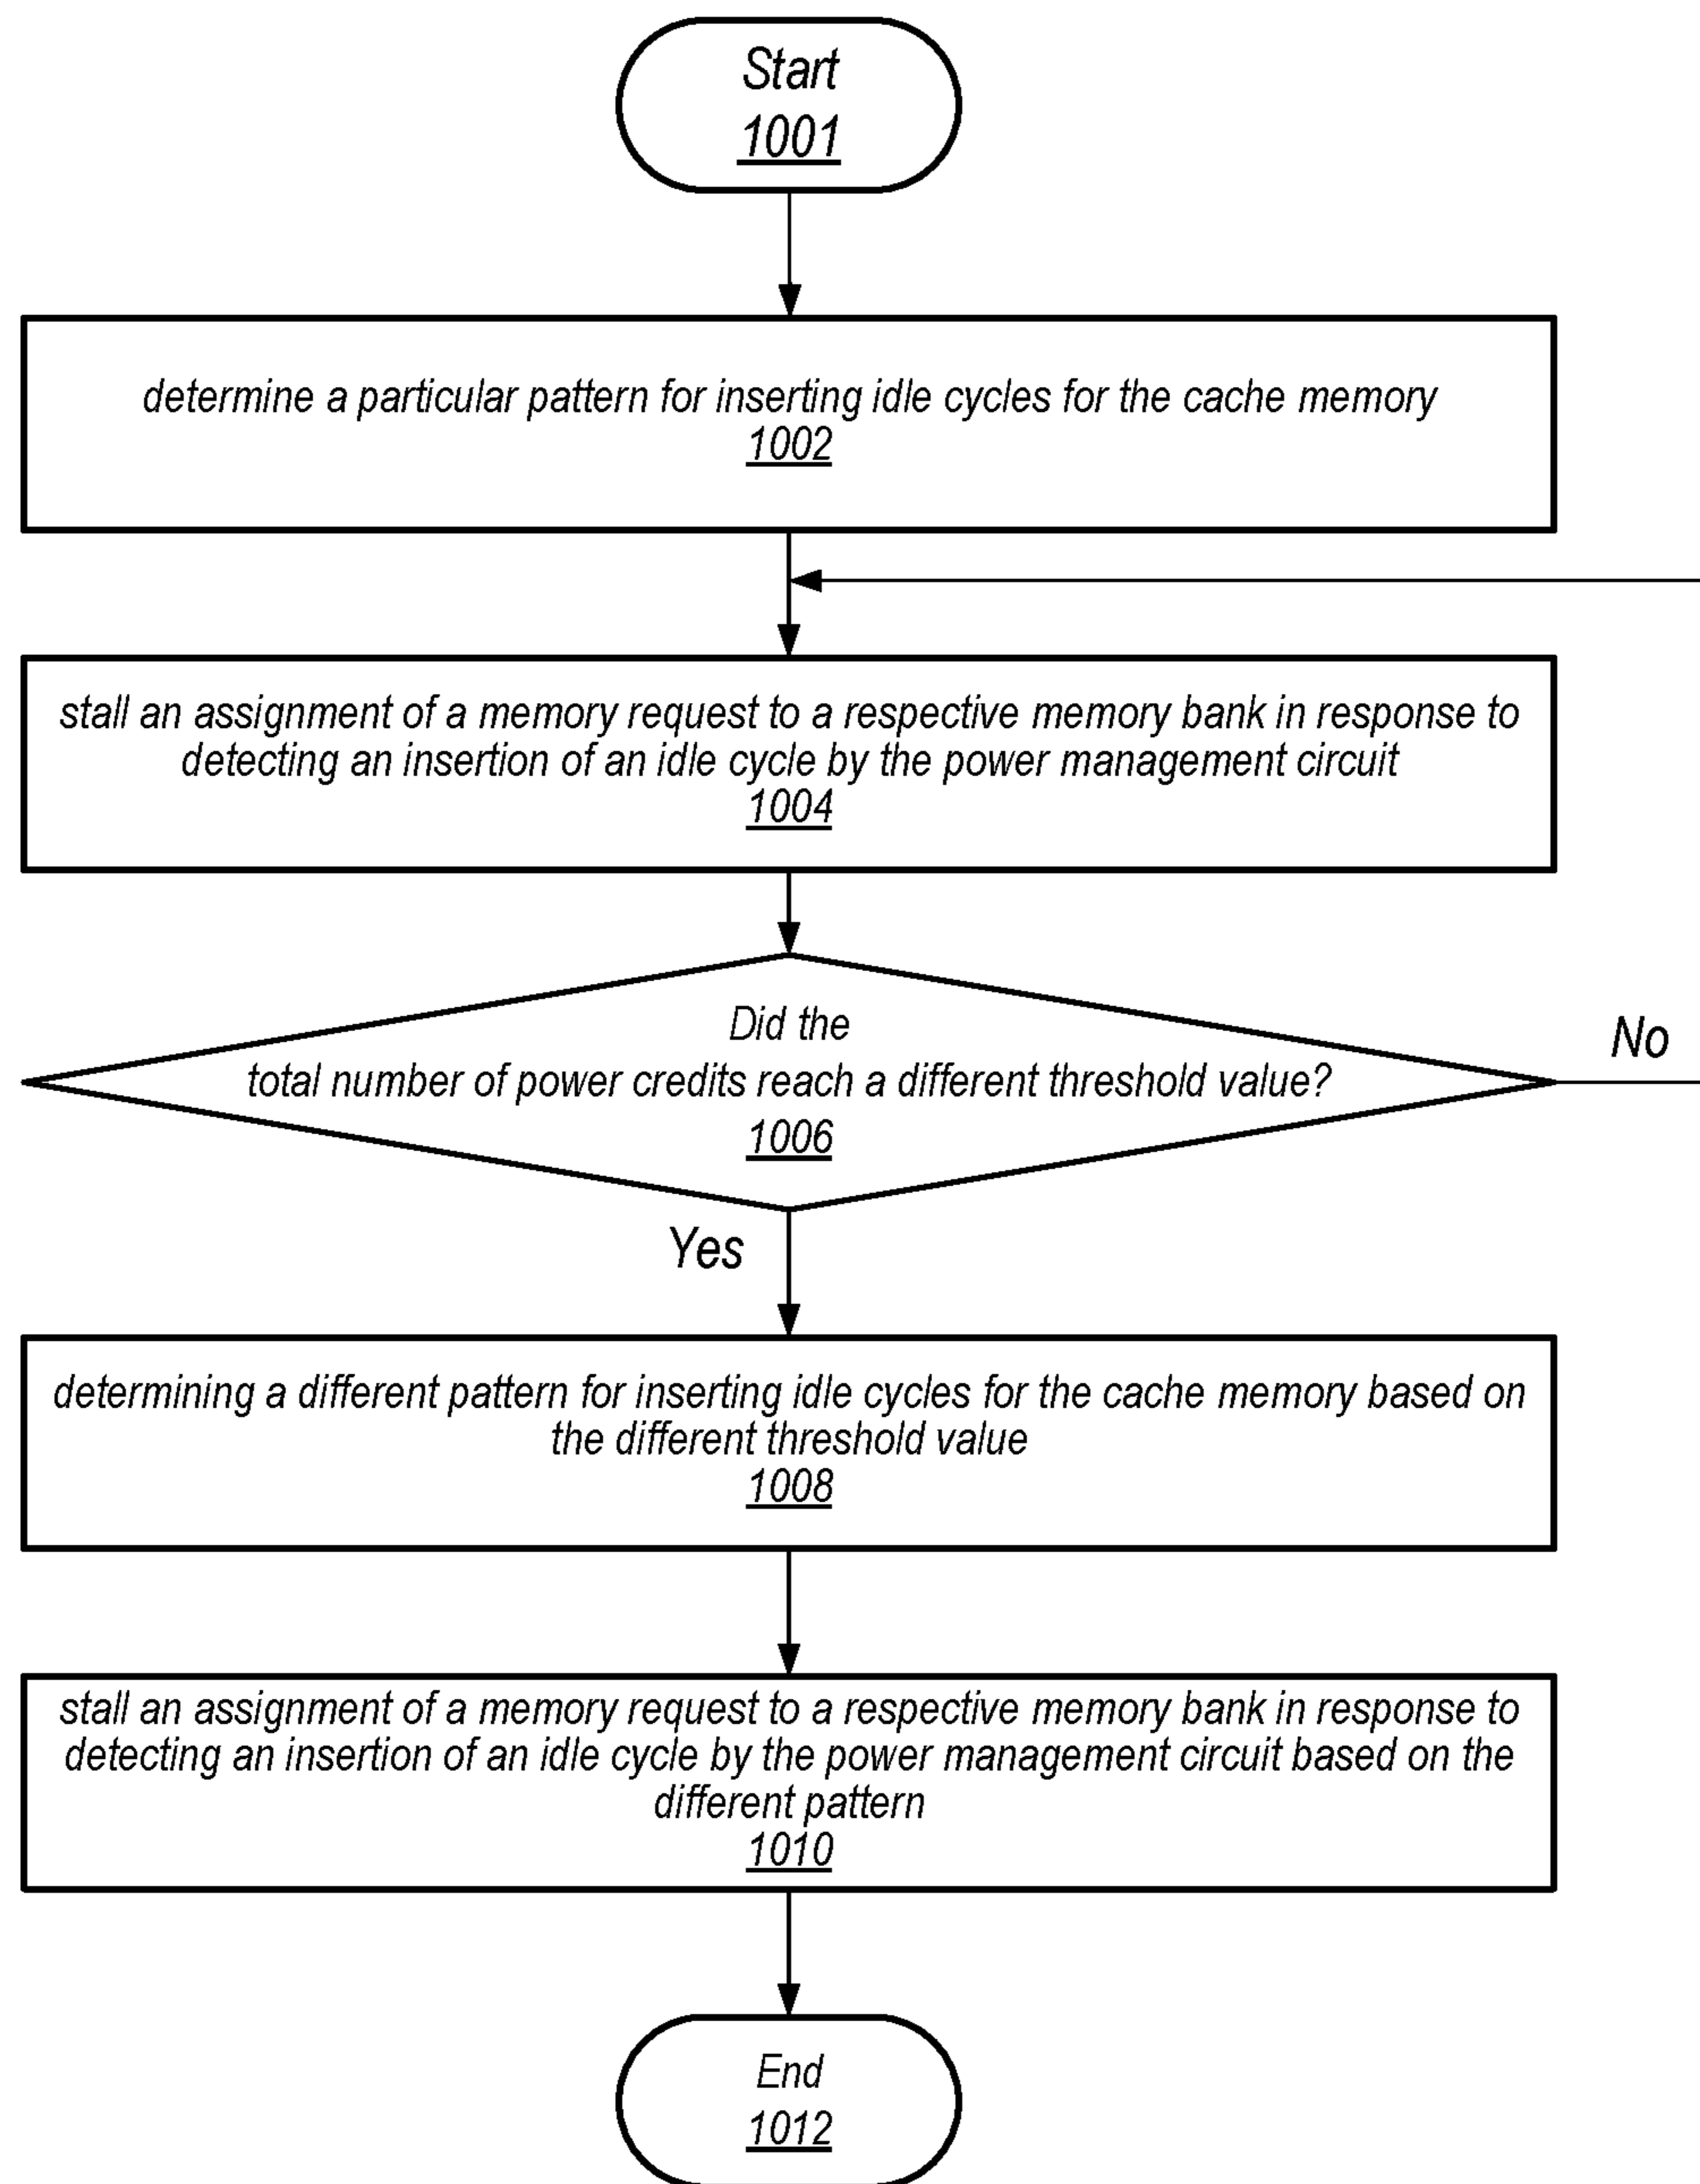 Start
1001
determine a particular pattern for inserting idle cycles for the cache memory
1002
stall an assignment of a memory request to a respective memory bank in response to
detecting an insertion of an idle cycle by the power management circuit
1004
Did the
total number of power credits reach a different threshold value?
1006
No
Yes
determining a different pattern for inserting idle cycles for the cache memory based on
the different threshold value
1008
stall an assignment of a memory request to a respective memory bank in response to
detecting an insertion of an idle cycle by the power management circuit based on the
different pattern
1010
End
1012